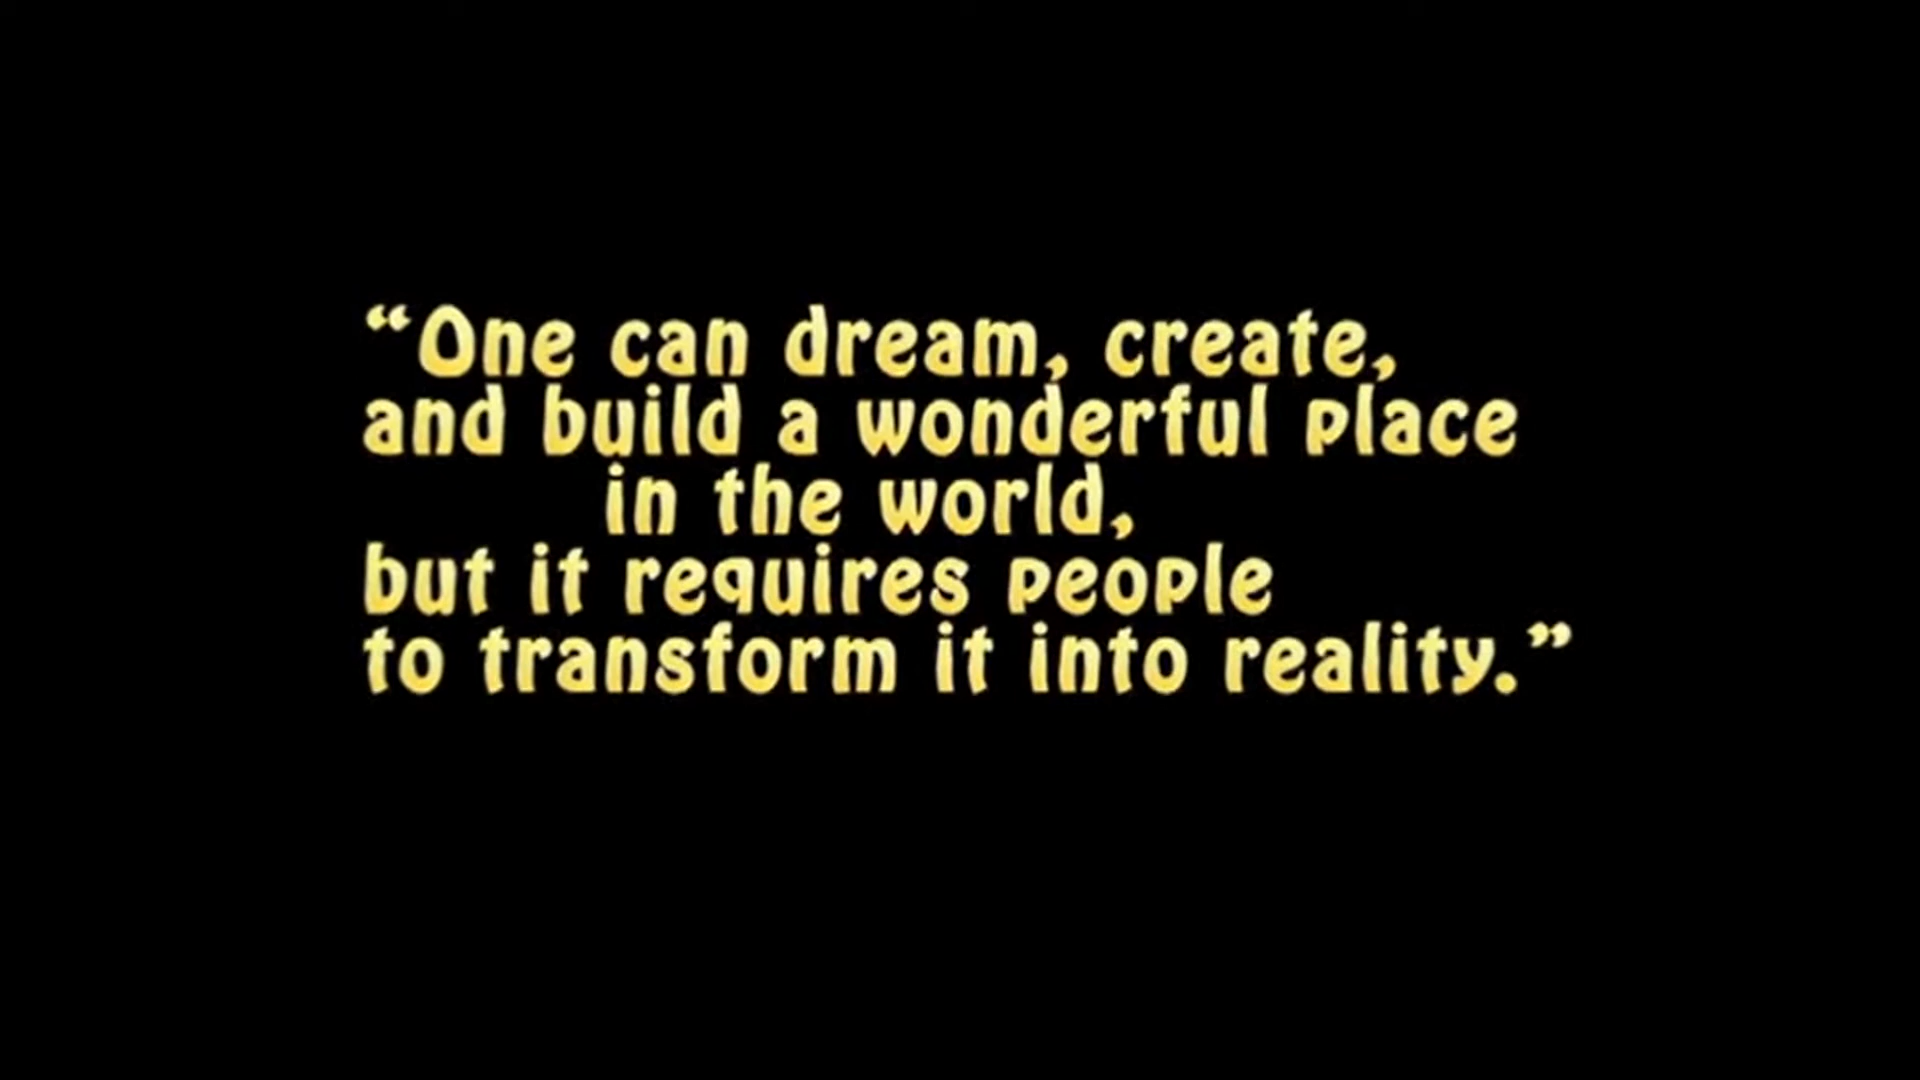 “One can dream, create,
and build a wonderful place
in the world,
but it requires people
to transform it into reality.”